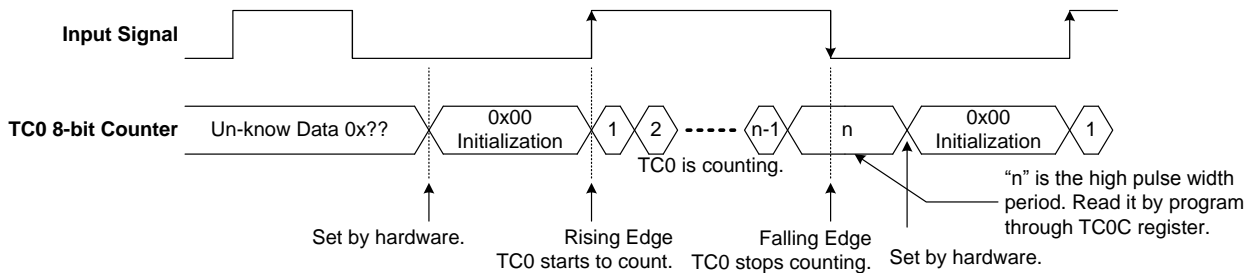 Input Signal
TC0 8-bit Counter
Un-know Data 0x??
0x00
Initialization
1
2
n-1
n
0x00
Initialization
1
TC0 is counting.
"n" is the high pulse width
period. Read it by program
through TC0C register.
Set by hardware.
Rising Edge
TC0 starts to count.
Falling Edge
TC0 stops counting.
Set by hardware.